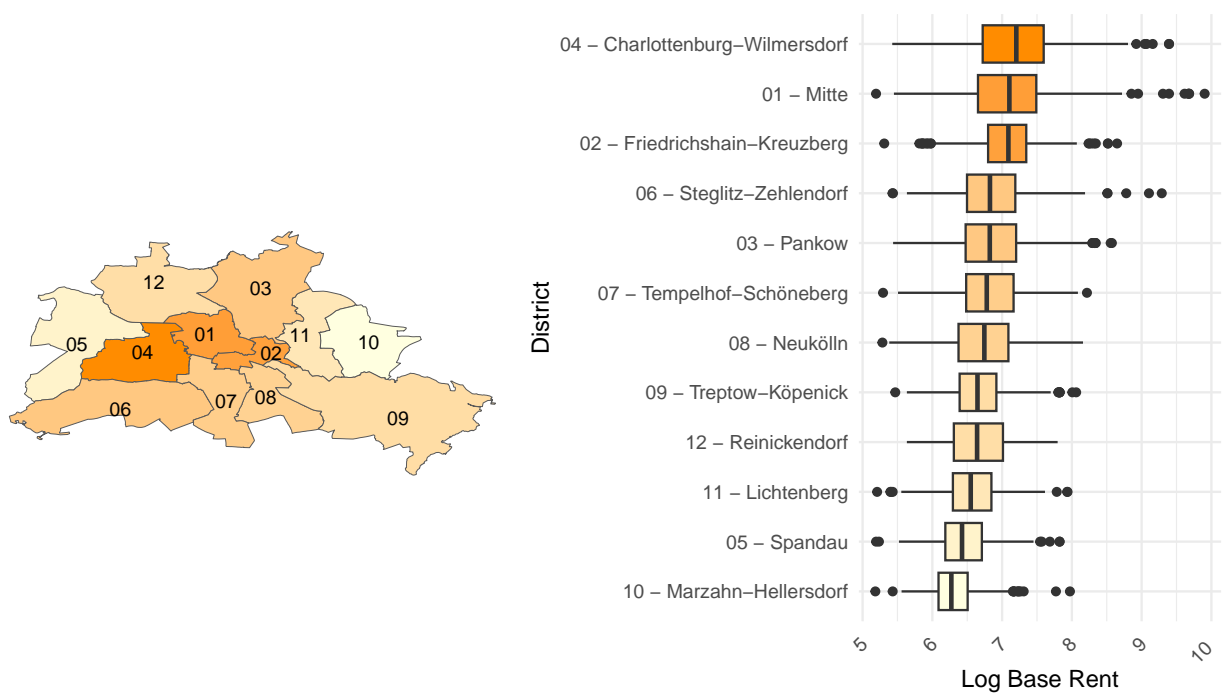 12
03
05
04
01
02
11
10
06
07
08
09
District
04 – Charlottenburg–Wilmersdorf
01 – Mitte
02 – Friedrichshain–Kreuzberg
06 – Steglitz–Zehlendorf
03 – Pankow
07 – Tempelhof–Schöneberg
08 – Neukölln
09 – Treptow–Köpenick
12 – Reinickendorf
11 – Lichtenberg
05 – Spandau
10 – Marzahn–Hellersdorf
5 6 7 8 9 10
Log Base Rent